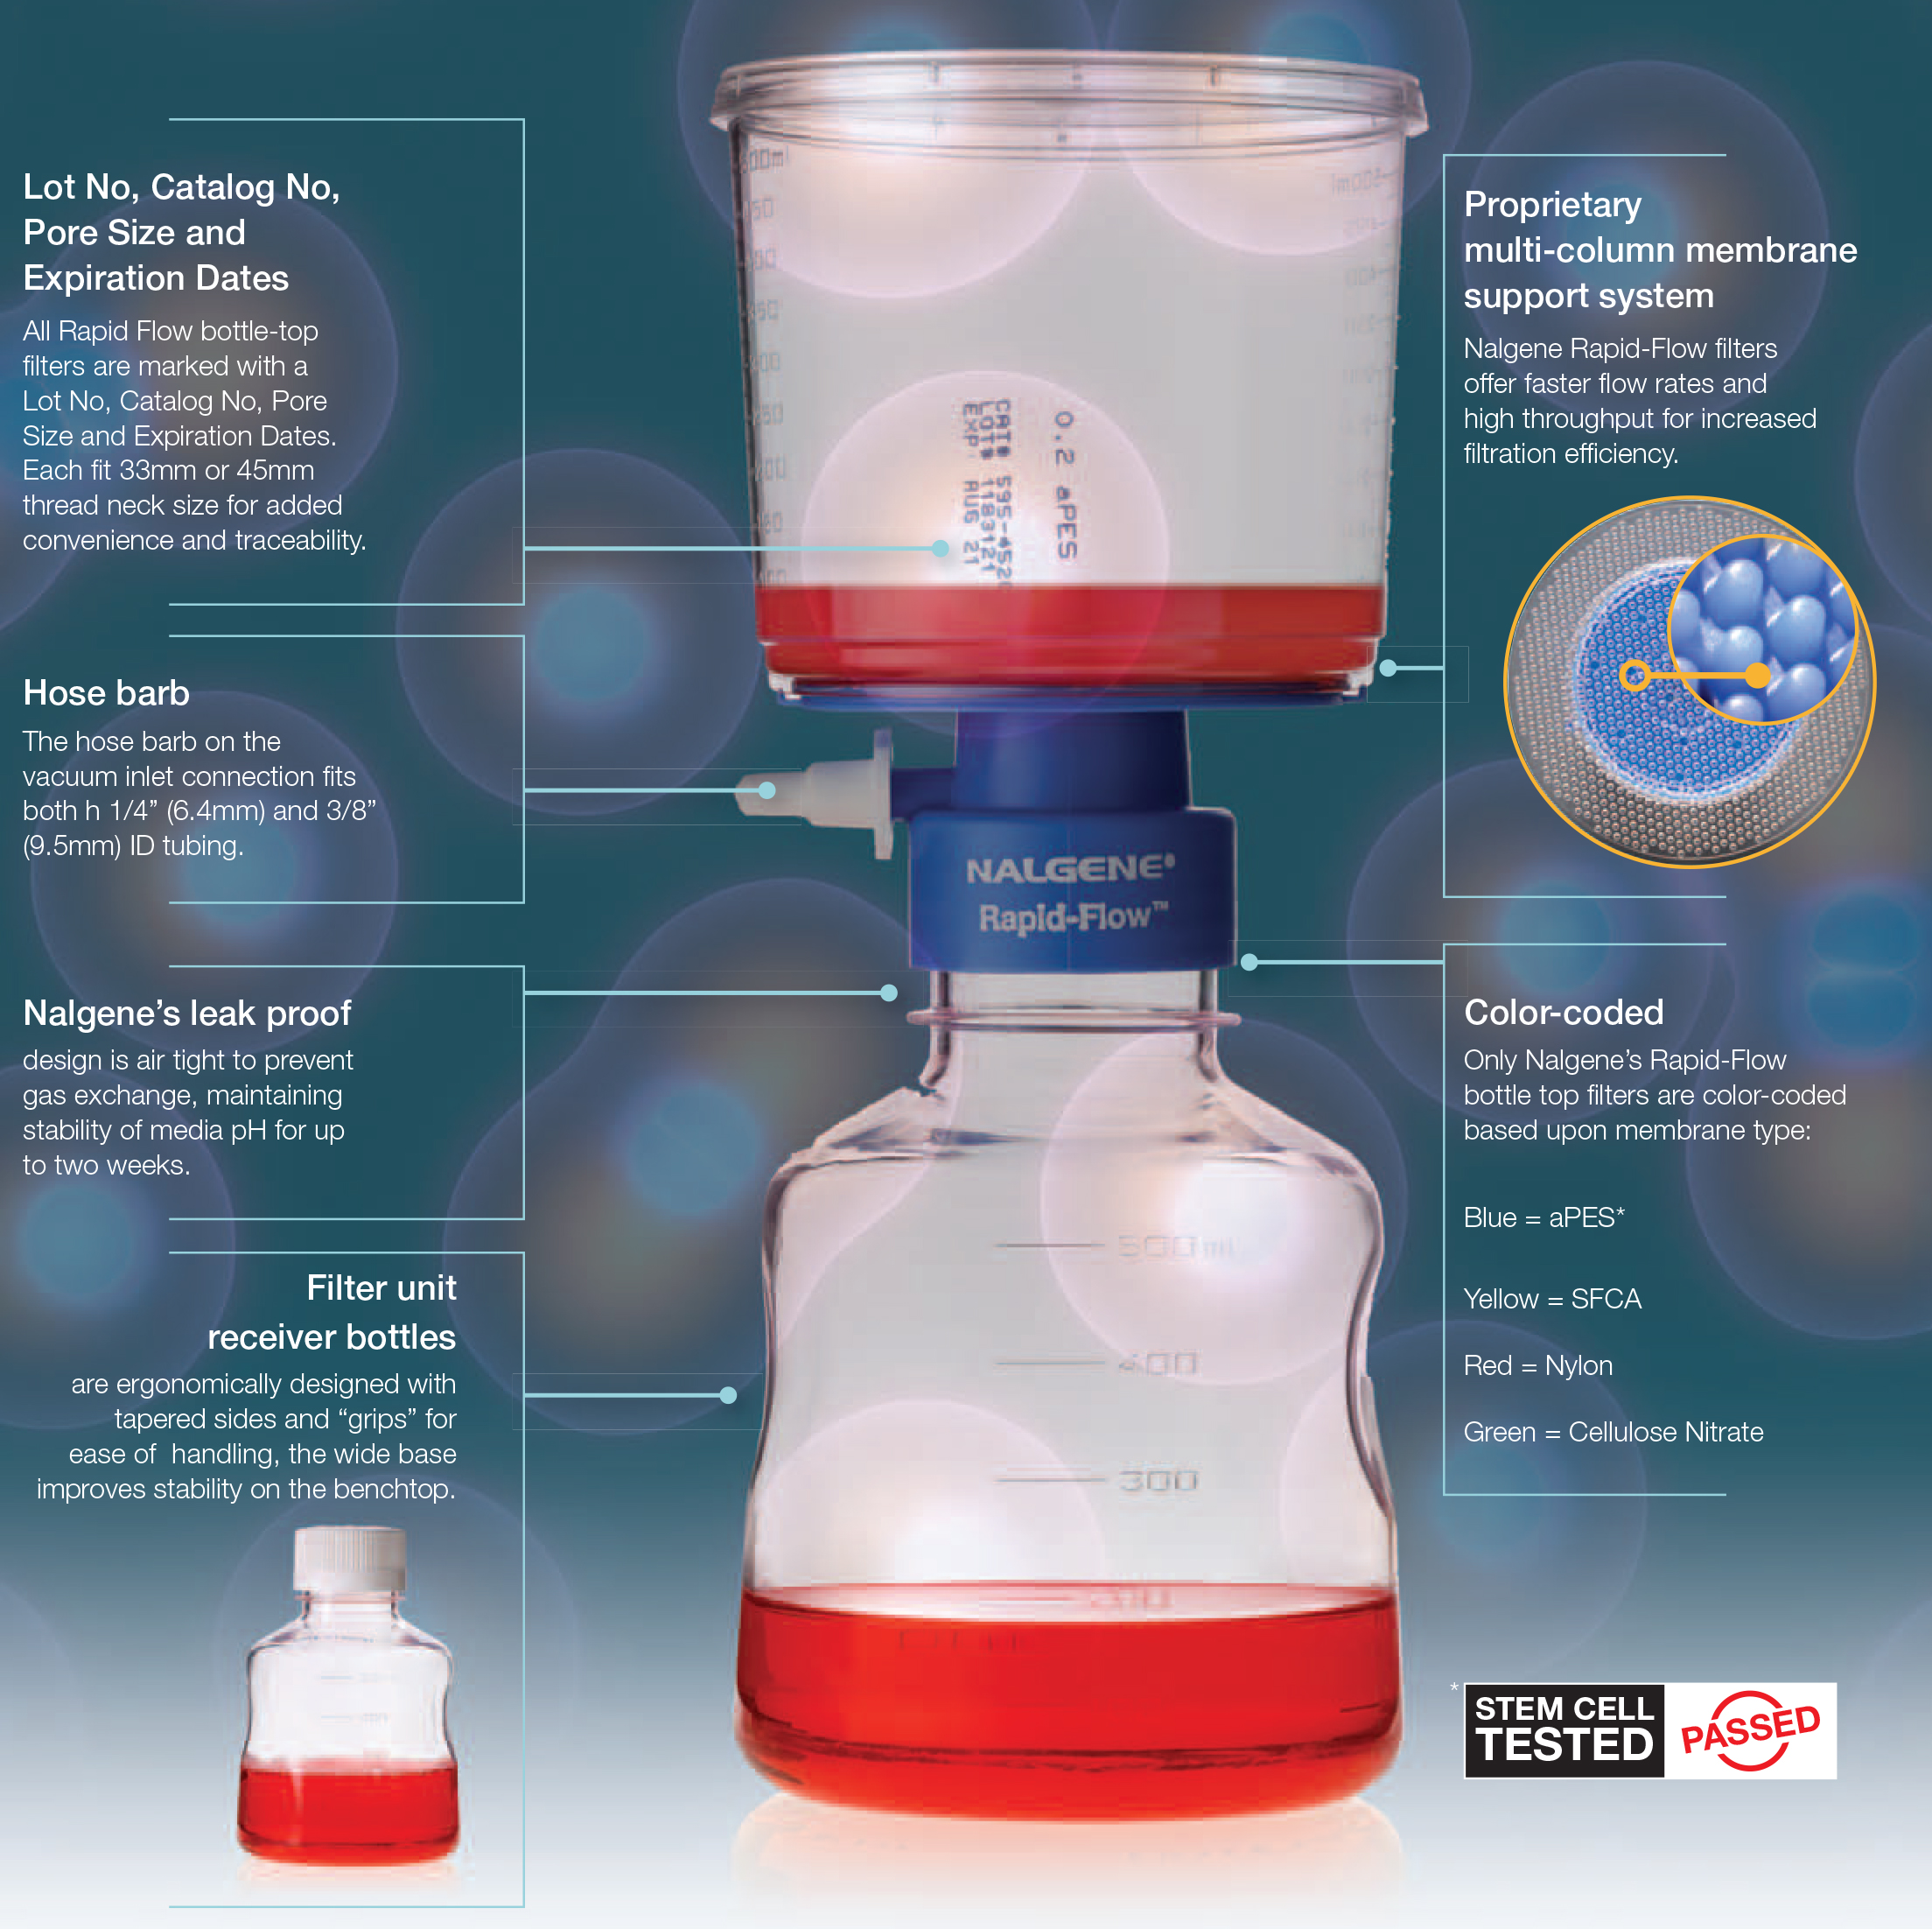 Lot No, Catalog No,
Pore Size and
Expiration Dates
All Rapid Flow bottle-top
filters are marked with a
Lot No, Catalog No, Pore
Size and Expiration Dates.
Each fit 33mm or 45mm
thread neck size for added
convenience and traceability.
Hose barb
The hose barb on the
vacuum inlet connection fits
both h 1/4” (6.4mm) and 3/8”
(9.5mm) ID tubing.
Nalgene’s leak proof
design is air tight to prevent
gas exchange, maintaining
stability of media pH for up
to two weeks.
Filter unit
receiver bottles
are ergonomically designed with
tapered sides and “grips” for
ease of handling, the wide base
improves stability on the benchtop.
0.2 aPES
CAT#
LOT# 1183121
EXP: AUG 21
NALGENE®
Rapid-Flow™
500ml
400
300
200
Proprietary
multi-column membrane
support system
Nalgene Rapid-Flow filters
offer faster flow rates and
high throughput for increased
filtration efficiency.
Color-coded
Only Nalgene’s Rapid-Flow
bottle top filters are color-coded
based upon membrane type:
Blue = aPES*
Yellow = SFCA
Red = Nylon
Green = Cellulose Nitrate
* STEM CELL
TESTED
PASSED